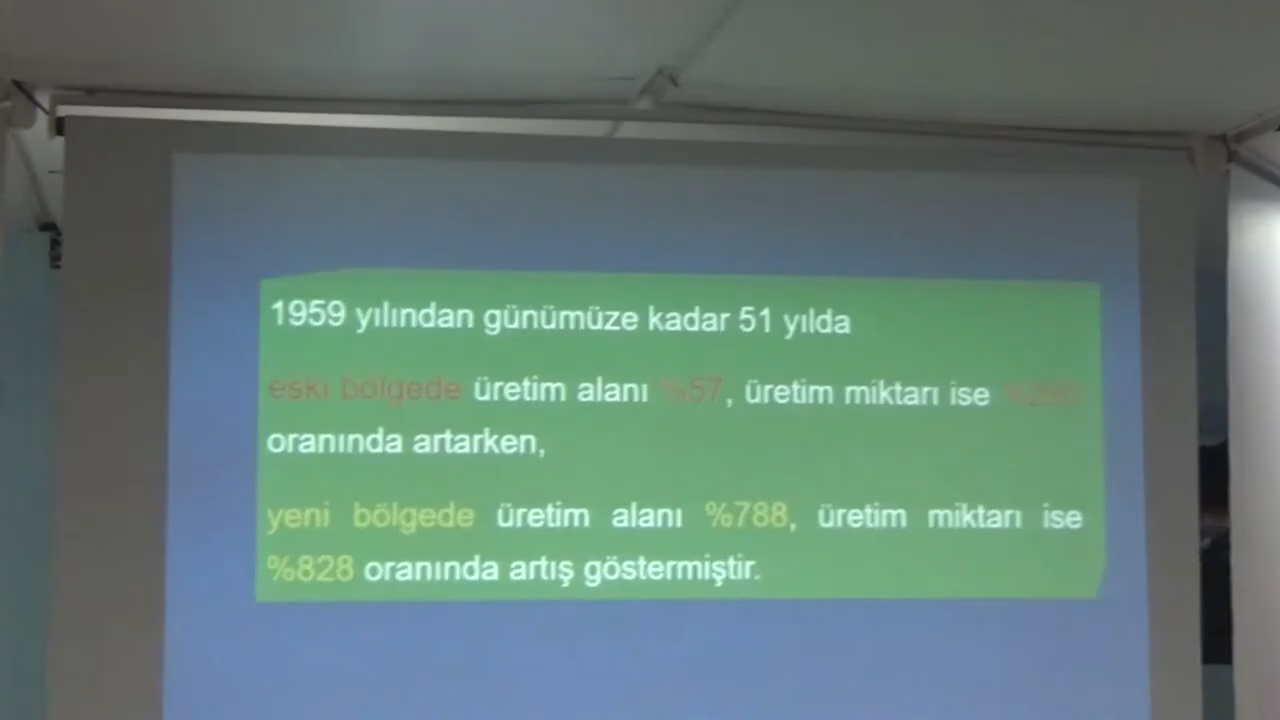 1959 yılından günümüze kadar 51 yılda
eski bölgede üretim alanı %57, üretim miktarı ise
oranında artarken,
yeni bölgede üretim alanı %788, üretim miktarı ise
%828 oranında artış göstermiştir.